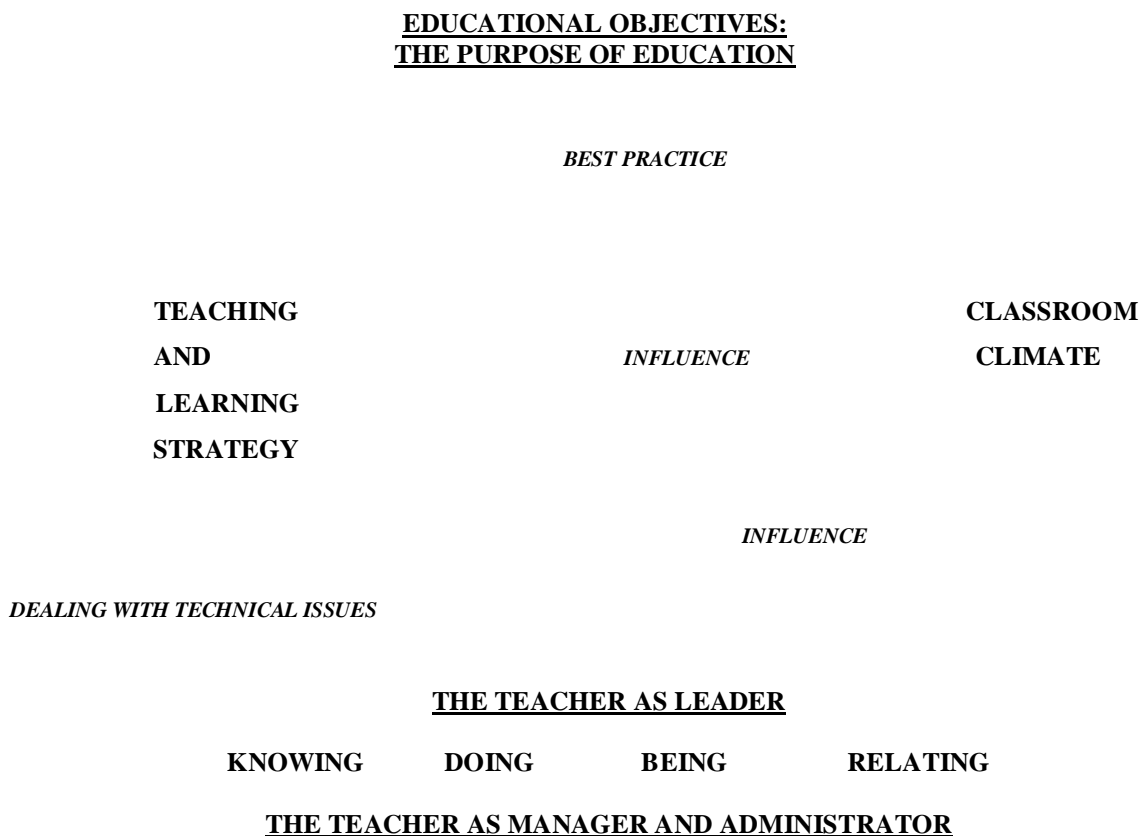 EDUCATIONAL OBJECTIVES:
THE PURPOSE OF EDUCATION
BEST PRACTICE
TEACHING CLASSROOM
AND INFLUENCE CLIMATE
LEARNING
STRATEGY
INFLUENCE
DEALING WITH TECHNICAL ISSUES
THE TEACHER AS LEADER
KNOWING DOING BEING RELATING
THE TEACHER AS MANAGER AND ADMINISTRATOR